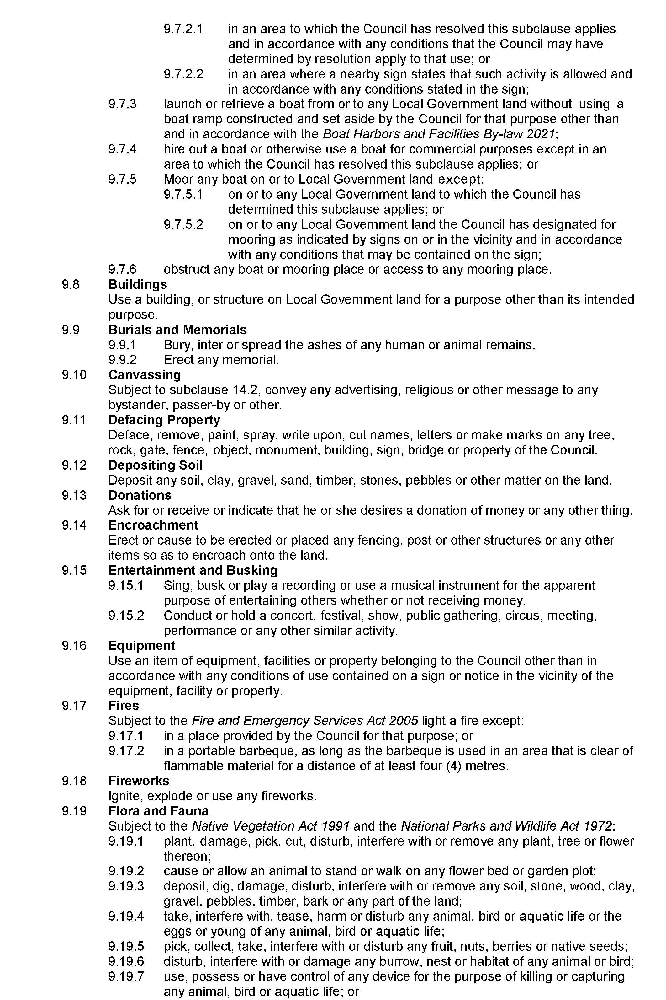 9.7.2.1 in an area to which the Council has resolved this subclause applies
and in accordance with any conditions that the Council may have
determined by resolution apply to that use; or
9.7.2.2 in an area where a nearby sign states that such activity is allowed and
in accordance with any conditions stated in the sign;
9.7.3 launch or retrieve a boat from or to any Local Government land without using a
boat ramp constructed and set aside by the Council for that purpose other than
and in accordance with the Boat Harbors and Facilities By-law 2021;
9.7.4 hire out a boat or otherwise use a boat for commercial purposes except in an
area to which the Council has resolved this subclause applies; or
9.7.5 Moor any boat on or to Local Government land except:
9.7.5.1 on or to any Local Government land to which the Council has
determined this subclause applies; or
9.7.5.2 on or to any Local Government land the Council has designated for
mooring as indicated by signs on or in the vicinity and in accordance
with any conditions that may be contained on the sign;
9.7.6 obstruct any boat or mooring place or access to any mooring place.
9.8 Buildings
Use a building, or structure on Local Government land for a purpose other than its intended
purpose.
9.9 Burials and Memorials
9.9.1 Bury, inter or spread the ashes of any human or animal remains.
9.9.2 Erect any memorial.
9.10 Canvassing
Subject to subclause 14.2, convey any advertising, religious or other message to any
bystander, passer-by or other.
9.11 Defacing Property
Deface, remove, paint, spray, write upon, cut names, letters or make marks on any tree,
rock, gate, fence, object, monument, building, sign, bridge or property of the Council.
9.12 Depositing Soil
Deposit any soil, clay, gravel, sand, timber, stones, pebbles or other matter on the land.
9.13 Donations
Ask for or receive or indicate that he or she desires a donation of money or any other thing.
9.14 Encroachment
Erect or cause to be erected or placed any fencing, post or other structures or any other
items so as to encroach onto the land.
9.15 Entertainment and Busking
9.15.1 Sing, busk or play a recording or use a musical instrument for the apparent
purpose of entertaining others whether or not receiving money.
9.15.2 Conduct or hold a concert, festival, show, public gathering, circus, meeting,
performance or any other similar activity.
9.16 Equipment
Use an item of equipment, facilities or property belonging to the Council other than in
accordance with any conditions of use contained on a sign or notice in the vicinity of the
equipment, facility or property.
9.17 Fires
Subject to the Fire and Emergency Services Act 2005 light a fire except:
9.17.1 in a place provided by the Council for that purpose; or
9.17.2 in a portable barbeque, as long as the barbeque is used in an area that is clear of
flammable material for a distance of at least four (4) metres.
9.18 Fireworks
Ignite, explode or use any fireworks.
9.19 Flora and Fauna
Subject to the Native Vegetation Act 1991 and the National Parks and Wildlife Act 1972:
9.19.1 plant, damage, pick, cut, disturb, interfere with or remove any plant, tree or flower
thereon;
9.19.2 cause or allow an animal to stand or walk on any flower bed or garden plot;
9.19.3 deposit, dig, damage, disturb, interfere with or remove any soil, stone, wood, clay,
gravel, pebbles, timber, bark or any part of the land;
9.19.4 take, interfere with, tease, harm or disturb any animal, bird or aquatic life or the
eggs or young of any animal, bird or aquatic life;
9.19.5 pick, collect, take, interfere with or disturb any fruit, nuts, berries or native seeds;
9.19.6 disturb, interfere with or damage any burrow, nest or habitat of any animal or bird;
9.19.7 use, possess or have control of any device for the purpose of killing or capturing
any animal, bird or aquatic life; or